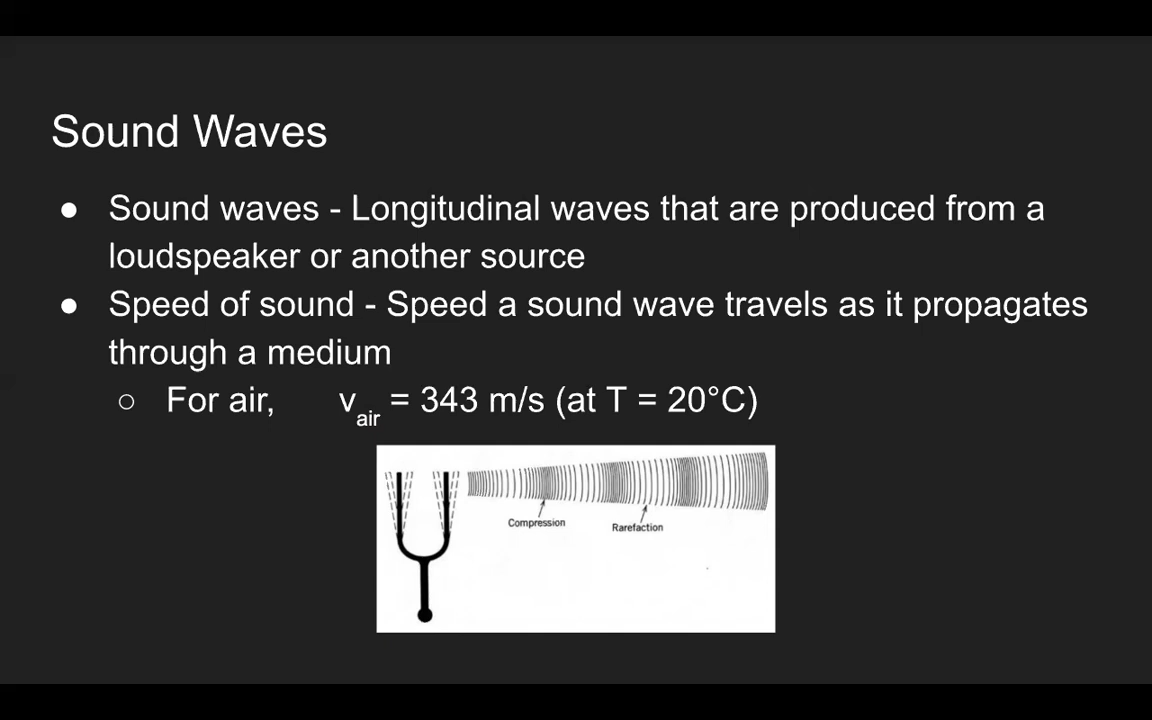 Sound Waves
● Sound waves - Longitudinal waves that are produced from a
loudspeaker or another source
● Speed of sound - Speed a sound wave travels as it propagates
through a medium
○ For air, v_air = 343 m/s (at T = 20°C)
Compression
Rarefaction